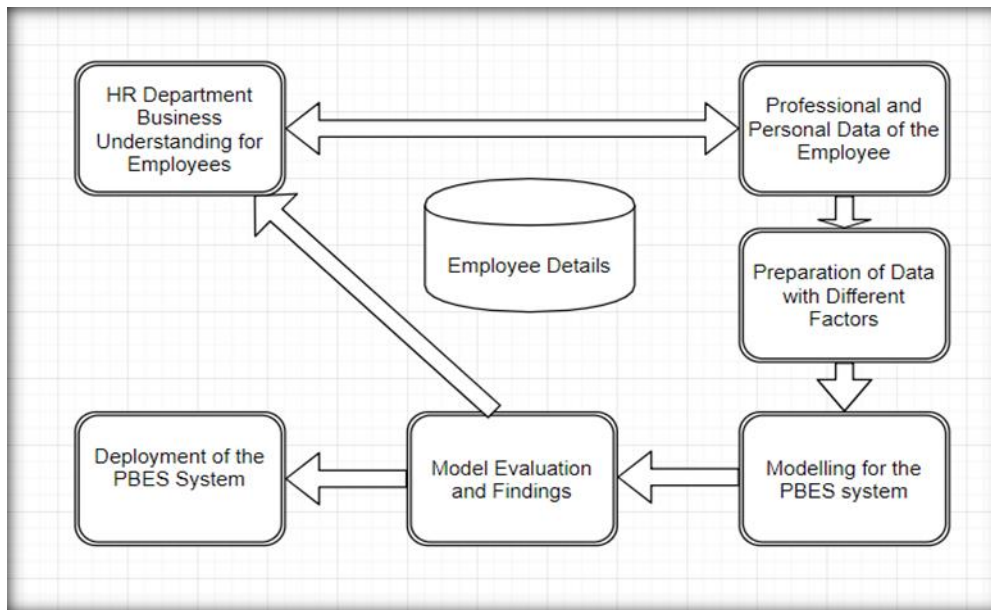 HR Department
Business
Understanding for
Employees
Professional and
Personal Data of the
Employee
Employee Details
Preparation of Data
with Different
Factors
Deployment of the
PBES System
Model Evaluation
and Findings
Modelling for the
PBES system